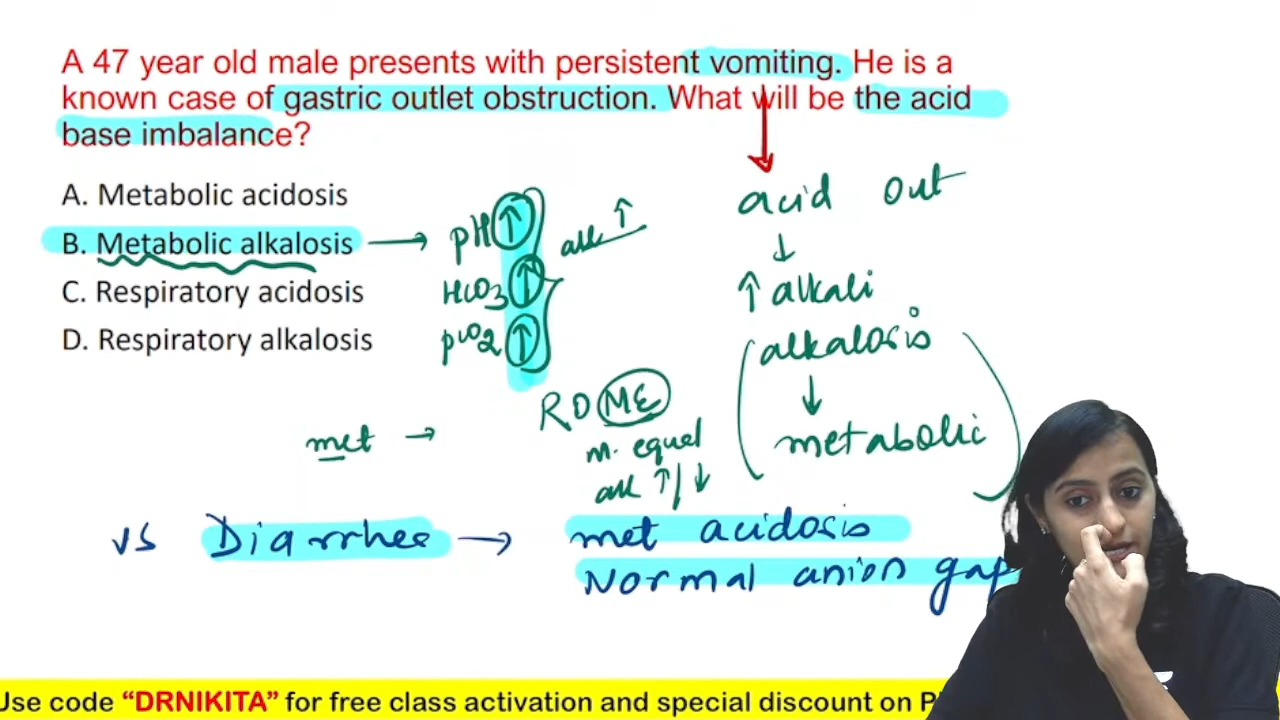 A 47 year old male presents with persistent vomiting. He is a
known case of gastric outlet obstruction. What will be the acid
base imbalance?
A. Metabolic acidosis
B. Metabolic alkalosis
C. Respiratory acidosis
D. Respiratory alkalosis
pH ↑
HCO3 ↑
pCO2 ↑
all ↑
acid out
↓
↑ alkali
alkalosis
↓
metabolic
ROME
m. equal
all ↑/↓
met →
vs Diarrhea → met acidosis
Normal anion gap
Use code “DRNIKITA” for free class activation and special discount on